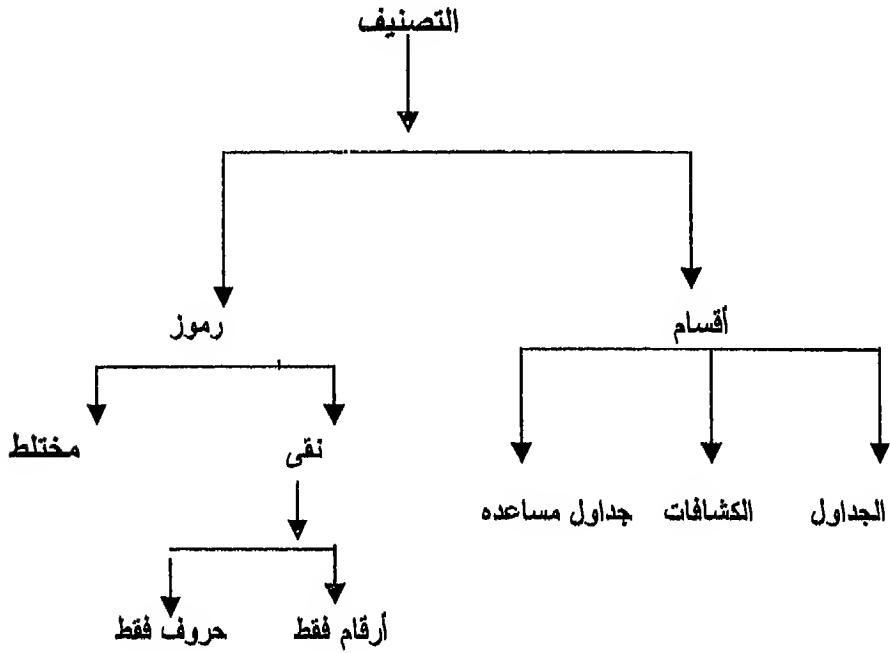 التصنيف
أقسام
رموز
نقى
مختلط
الجداول
الكشافات
جداول مساعده
أرقام فقط
حروف فقط